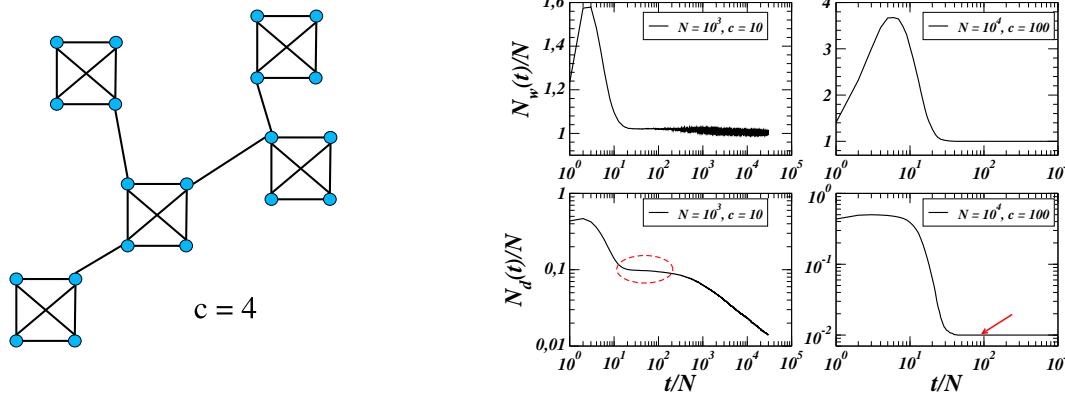 c = 4
N_w(t)/N
1,6
1,4
1,2
1
N = 10^3, c = 10
10^0 10^1 10^2 10^3 10^4 10^5
4
3
2
1
N = 10^4, c = 100
10^0 10^2
N_d(t)/N
1
0,1
0,01
N = 10^3, c = 10
10^0 10^1 10^2 10^3 10^4 10^5
t/N
10^0
10^-1
10^-2
N = 10^4, c = 100
10^0 10^1 10^2
t/N